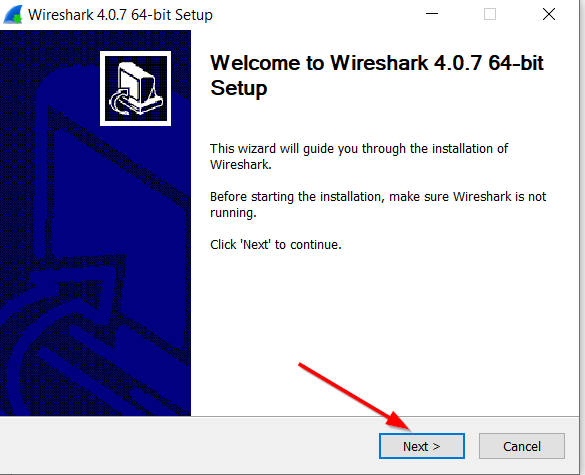 Wireshark 4.0.7 64-bit Setup
Welcome to Wireshark 4.0.7 64-bit
Setup
This wizard will guide you through the installation of
Wireshark.
Before starting the installation, make sure Wireshark is not
running.
Click 'Next' to continue.
Next >
Cancel